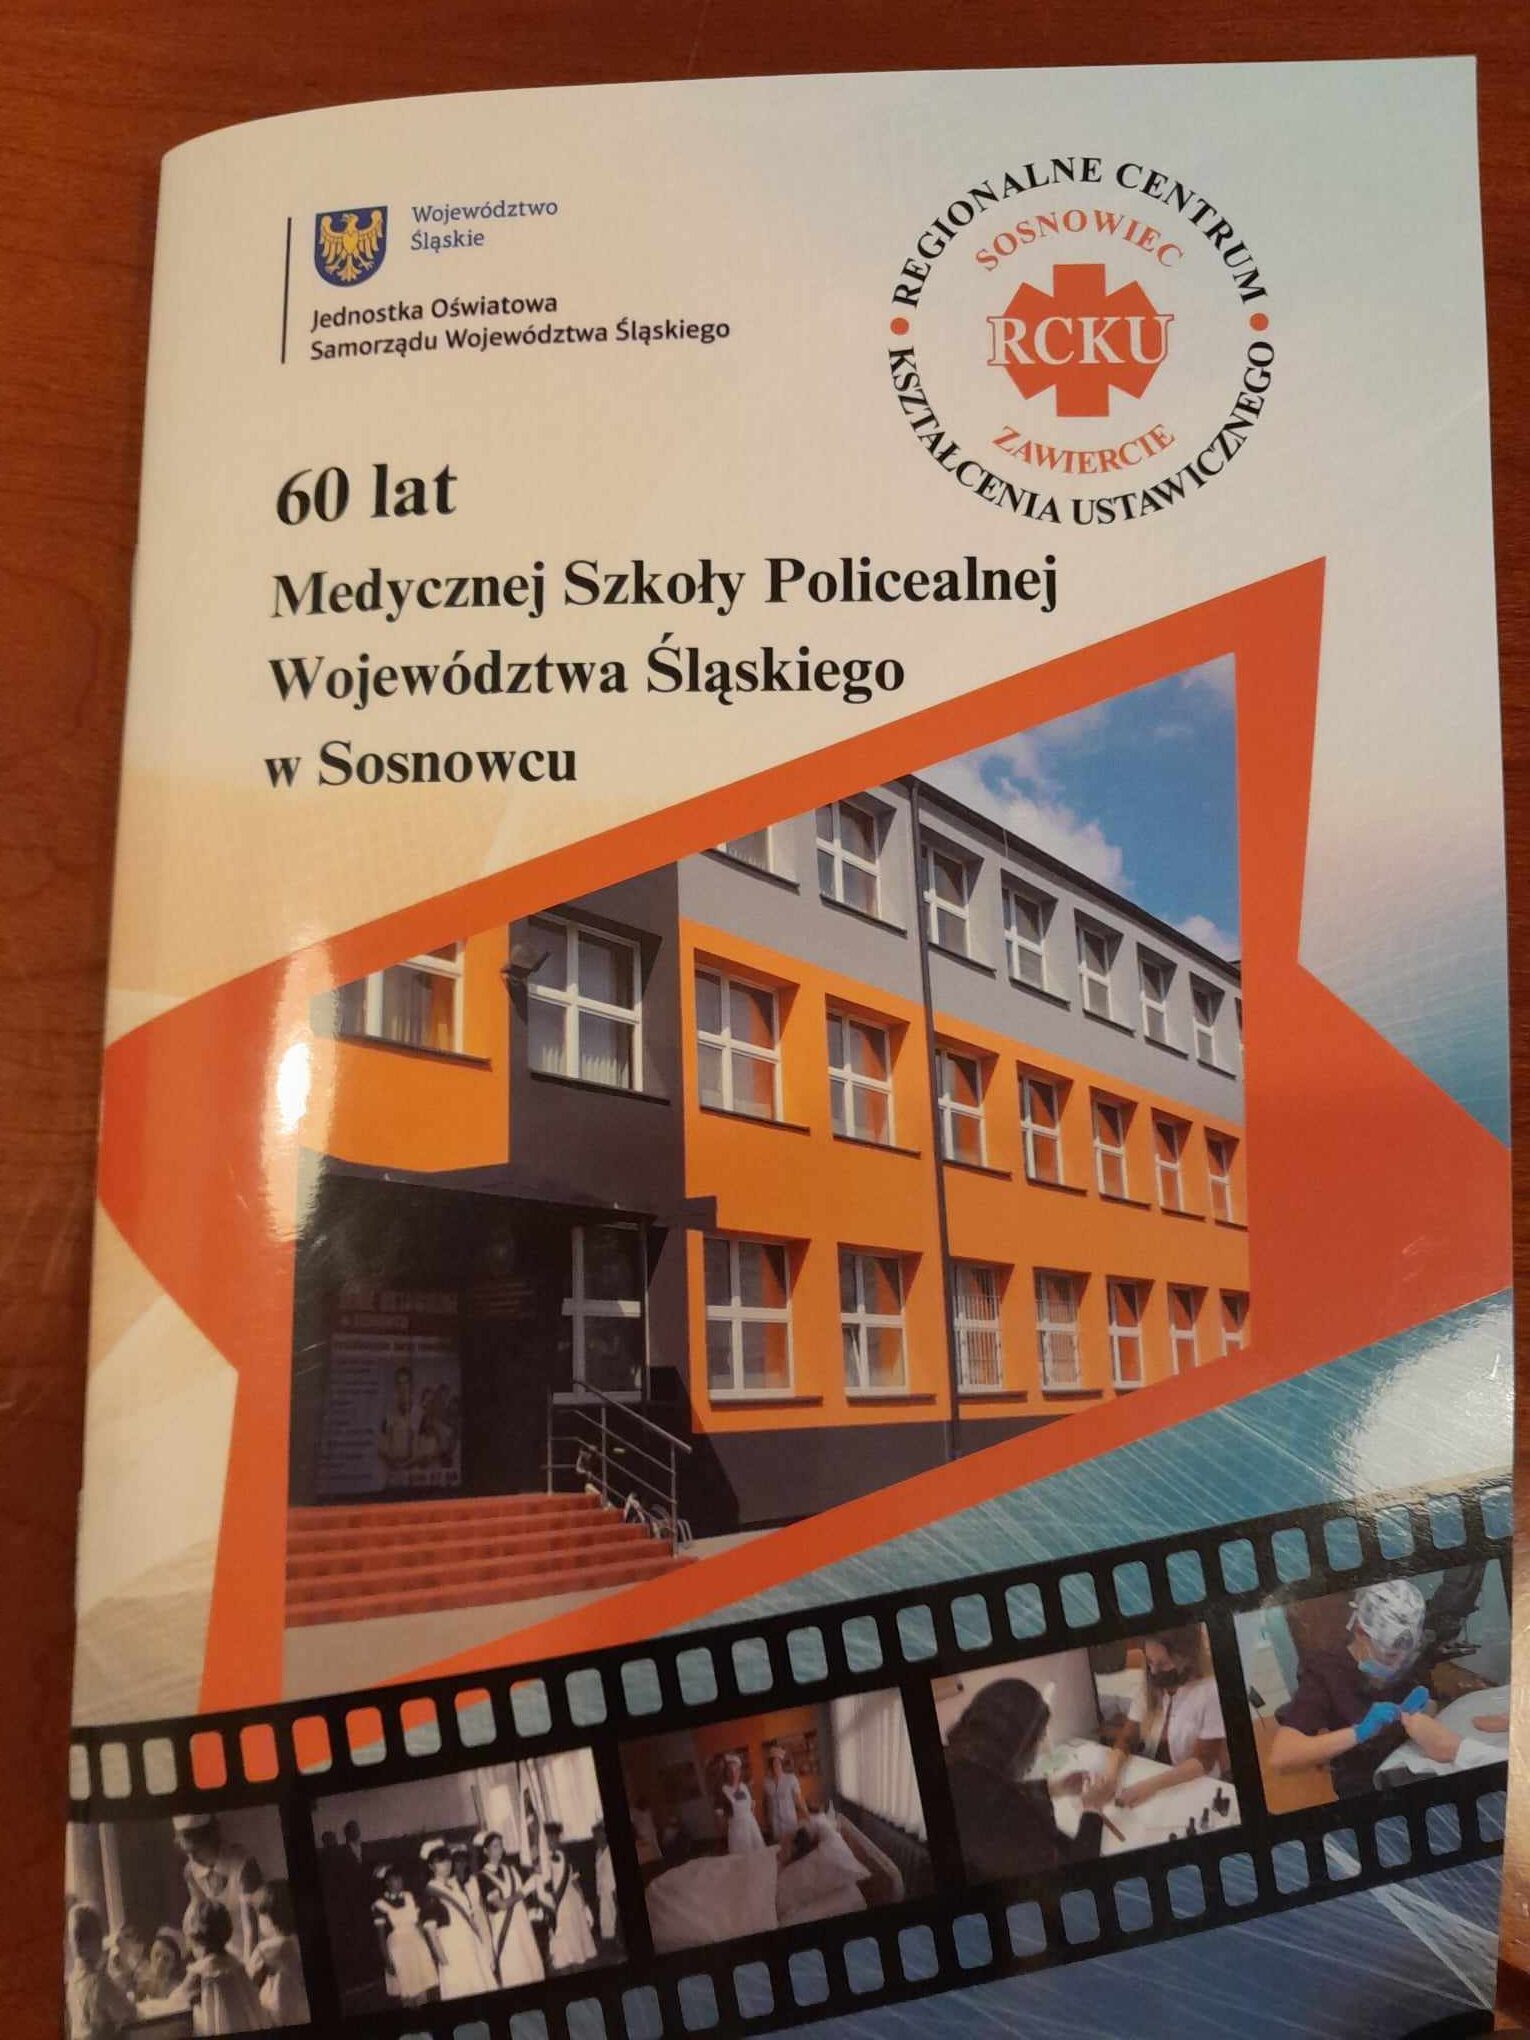 Województwo
Śląskie
Jednostka Oświatowa
Samorządu Województwa Śląskiego
REGIONALNE CENTRUM
KSZTAŁCENIA USTAWICZNEGO
SOSNOWIEC
RCKU
ZAWIERCIE
60 lat
Medycznej Szkoły Policealnej
Województwa Śląskiego
w Sosnowcu